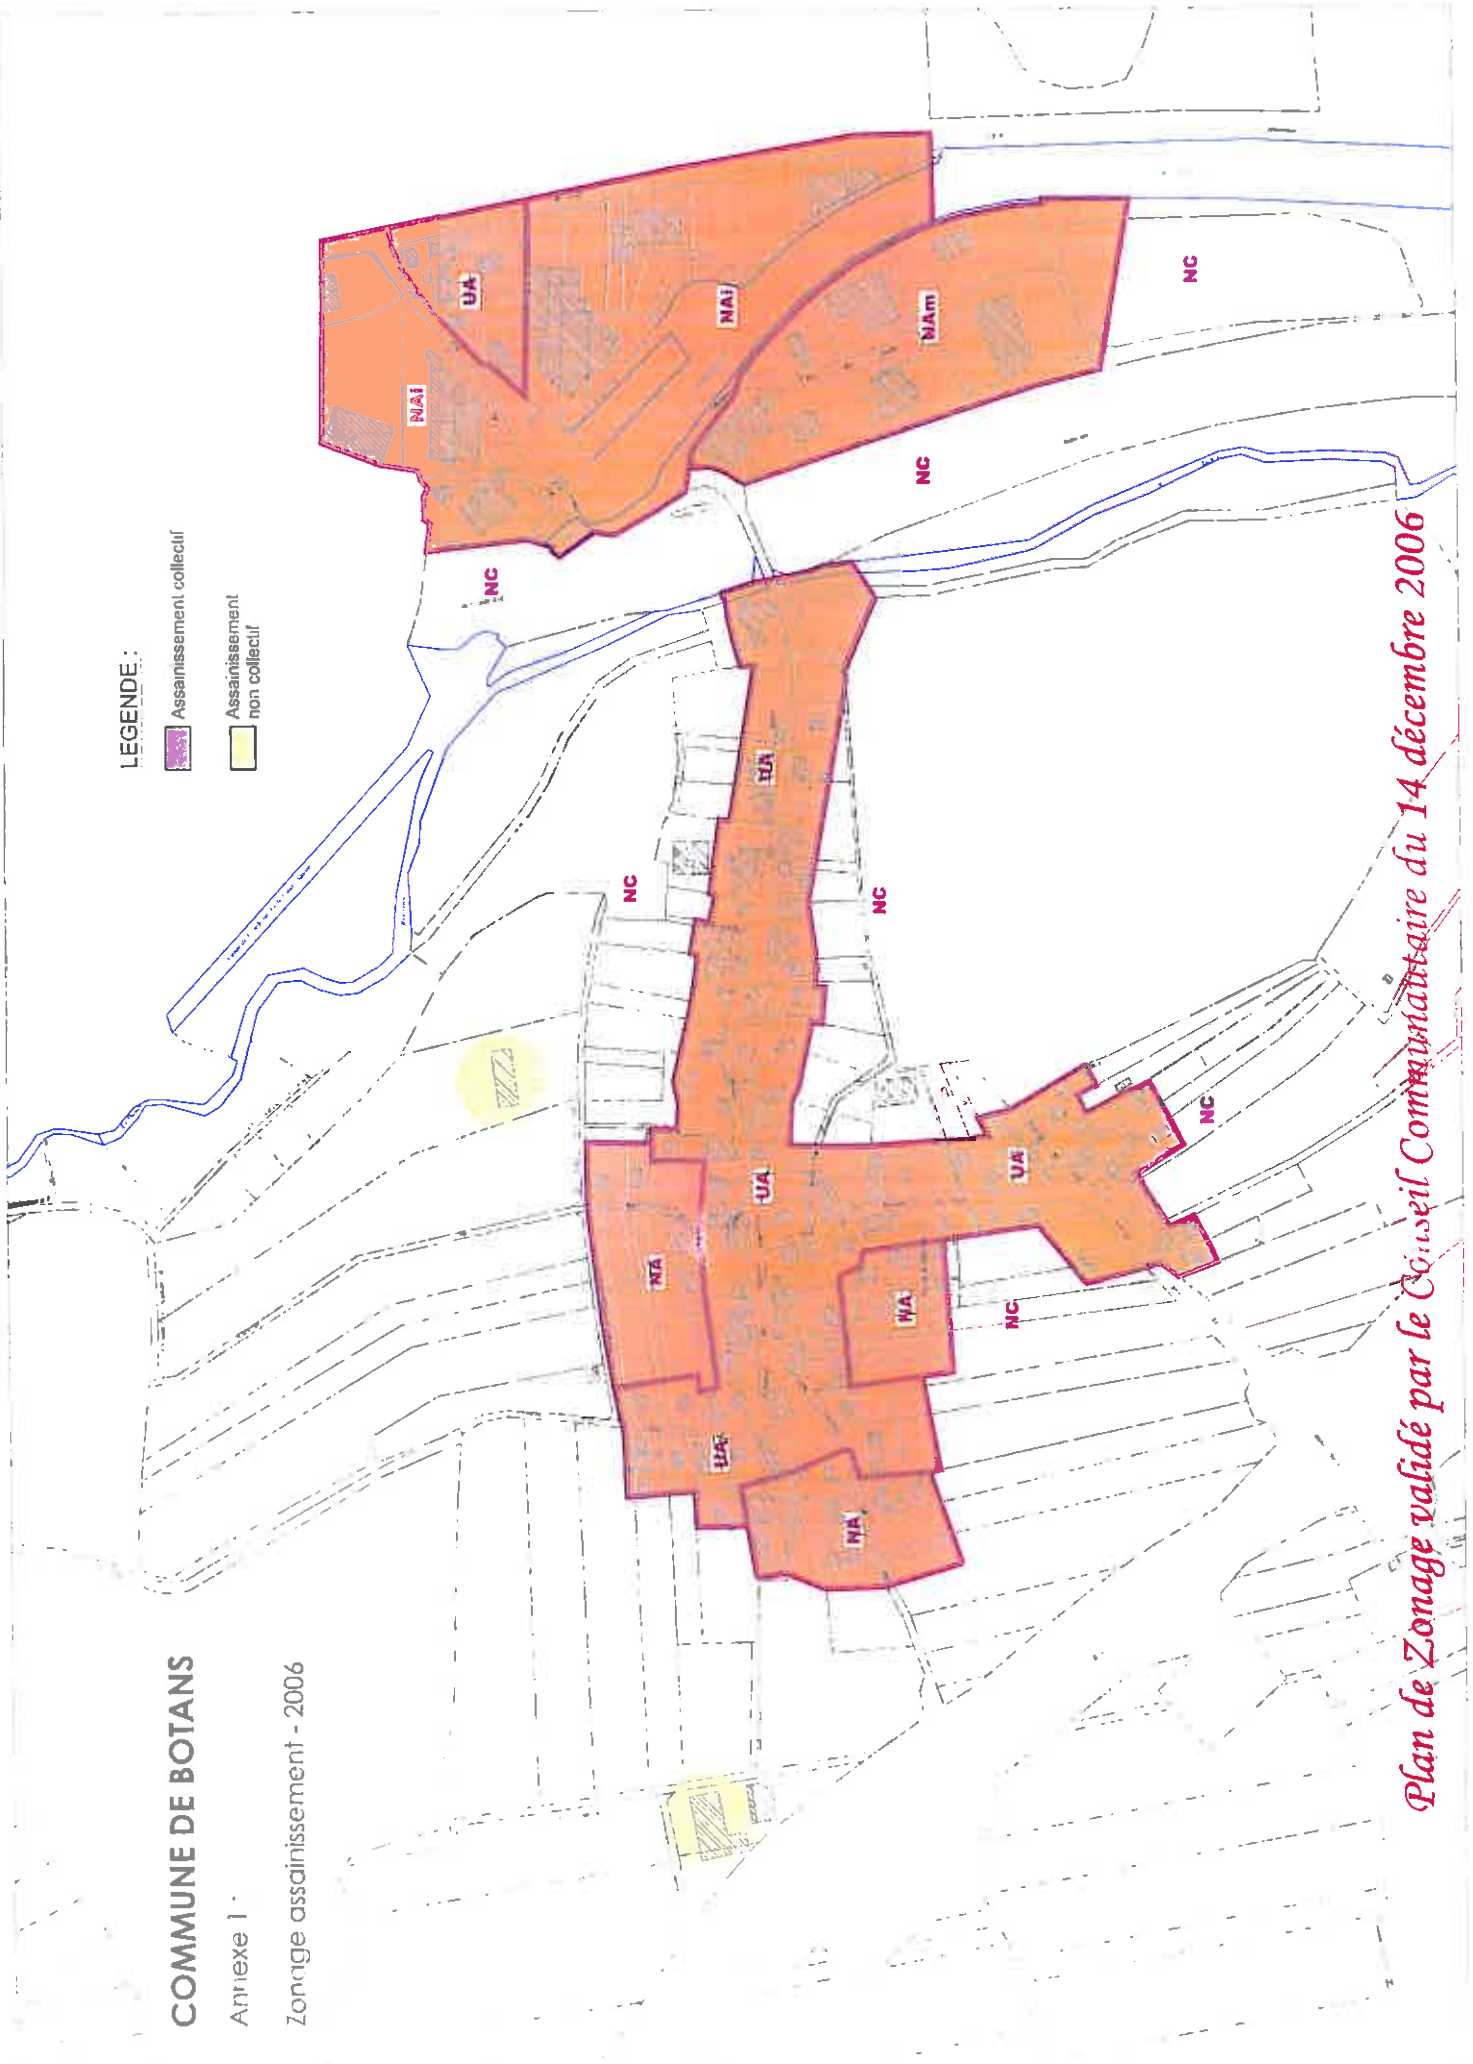 COMMUNE DE BOTANS
Annexe 1
Zonage assainissement - 2006
LEGENDE :
Assainissement collectif
Assainissement
non collectif
NAi
UA
NAi
NAm
NC
NC
NC
UA
NC
NC
NA
UA
UA
NC
NA
NC
UA
NA
Plan de Zonage validé par le Conseil Communautaire du 14 décembre 2006